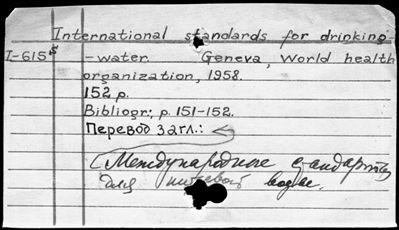 International standards for drinking-
I-615⁵ -water. Geneva, World health
organization, 1958.
152 p.
Bibliogr.: p. 151-152.
Перевод загл.:
(Международные стандарты
для питьевой воды.